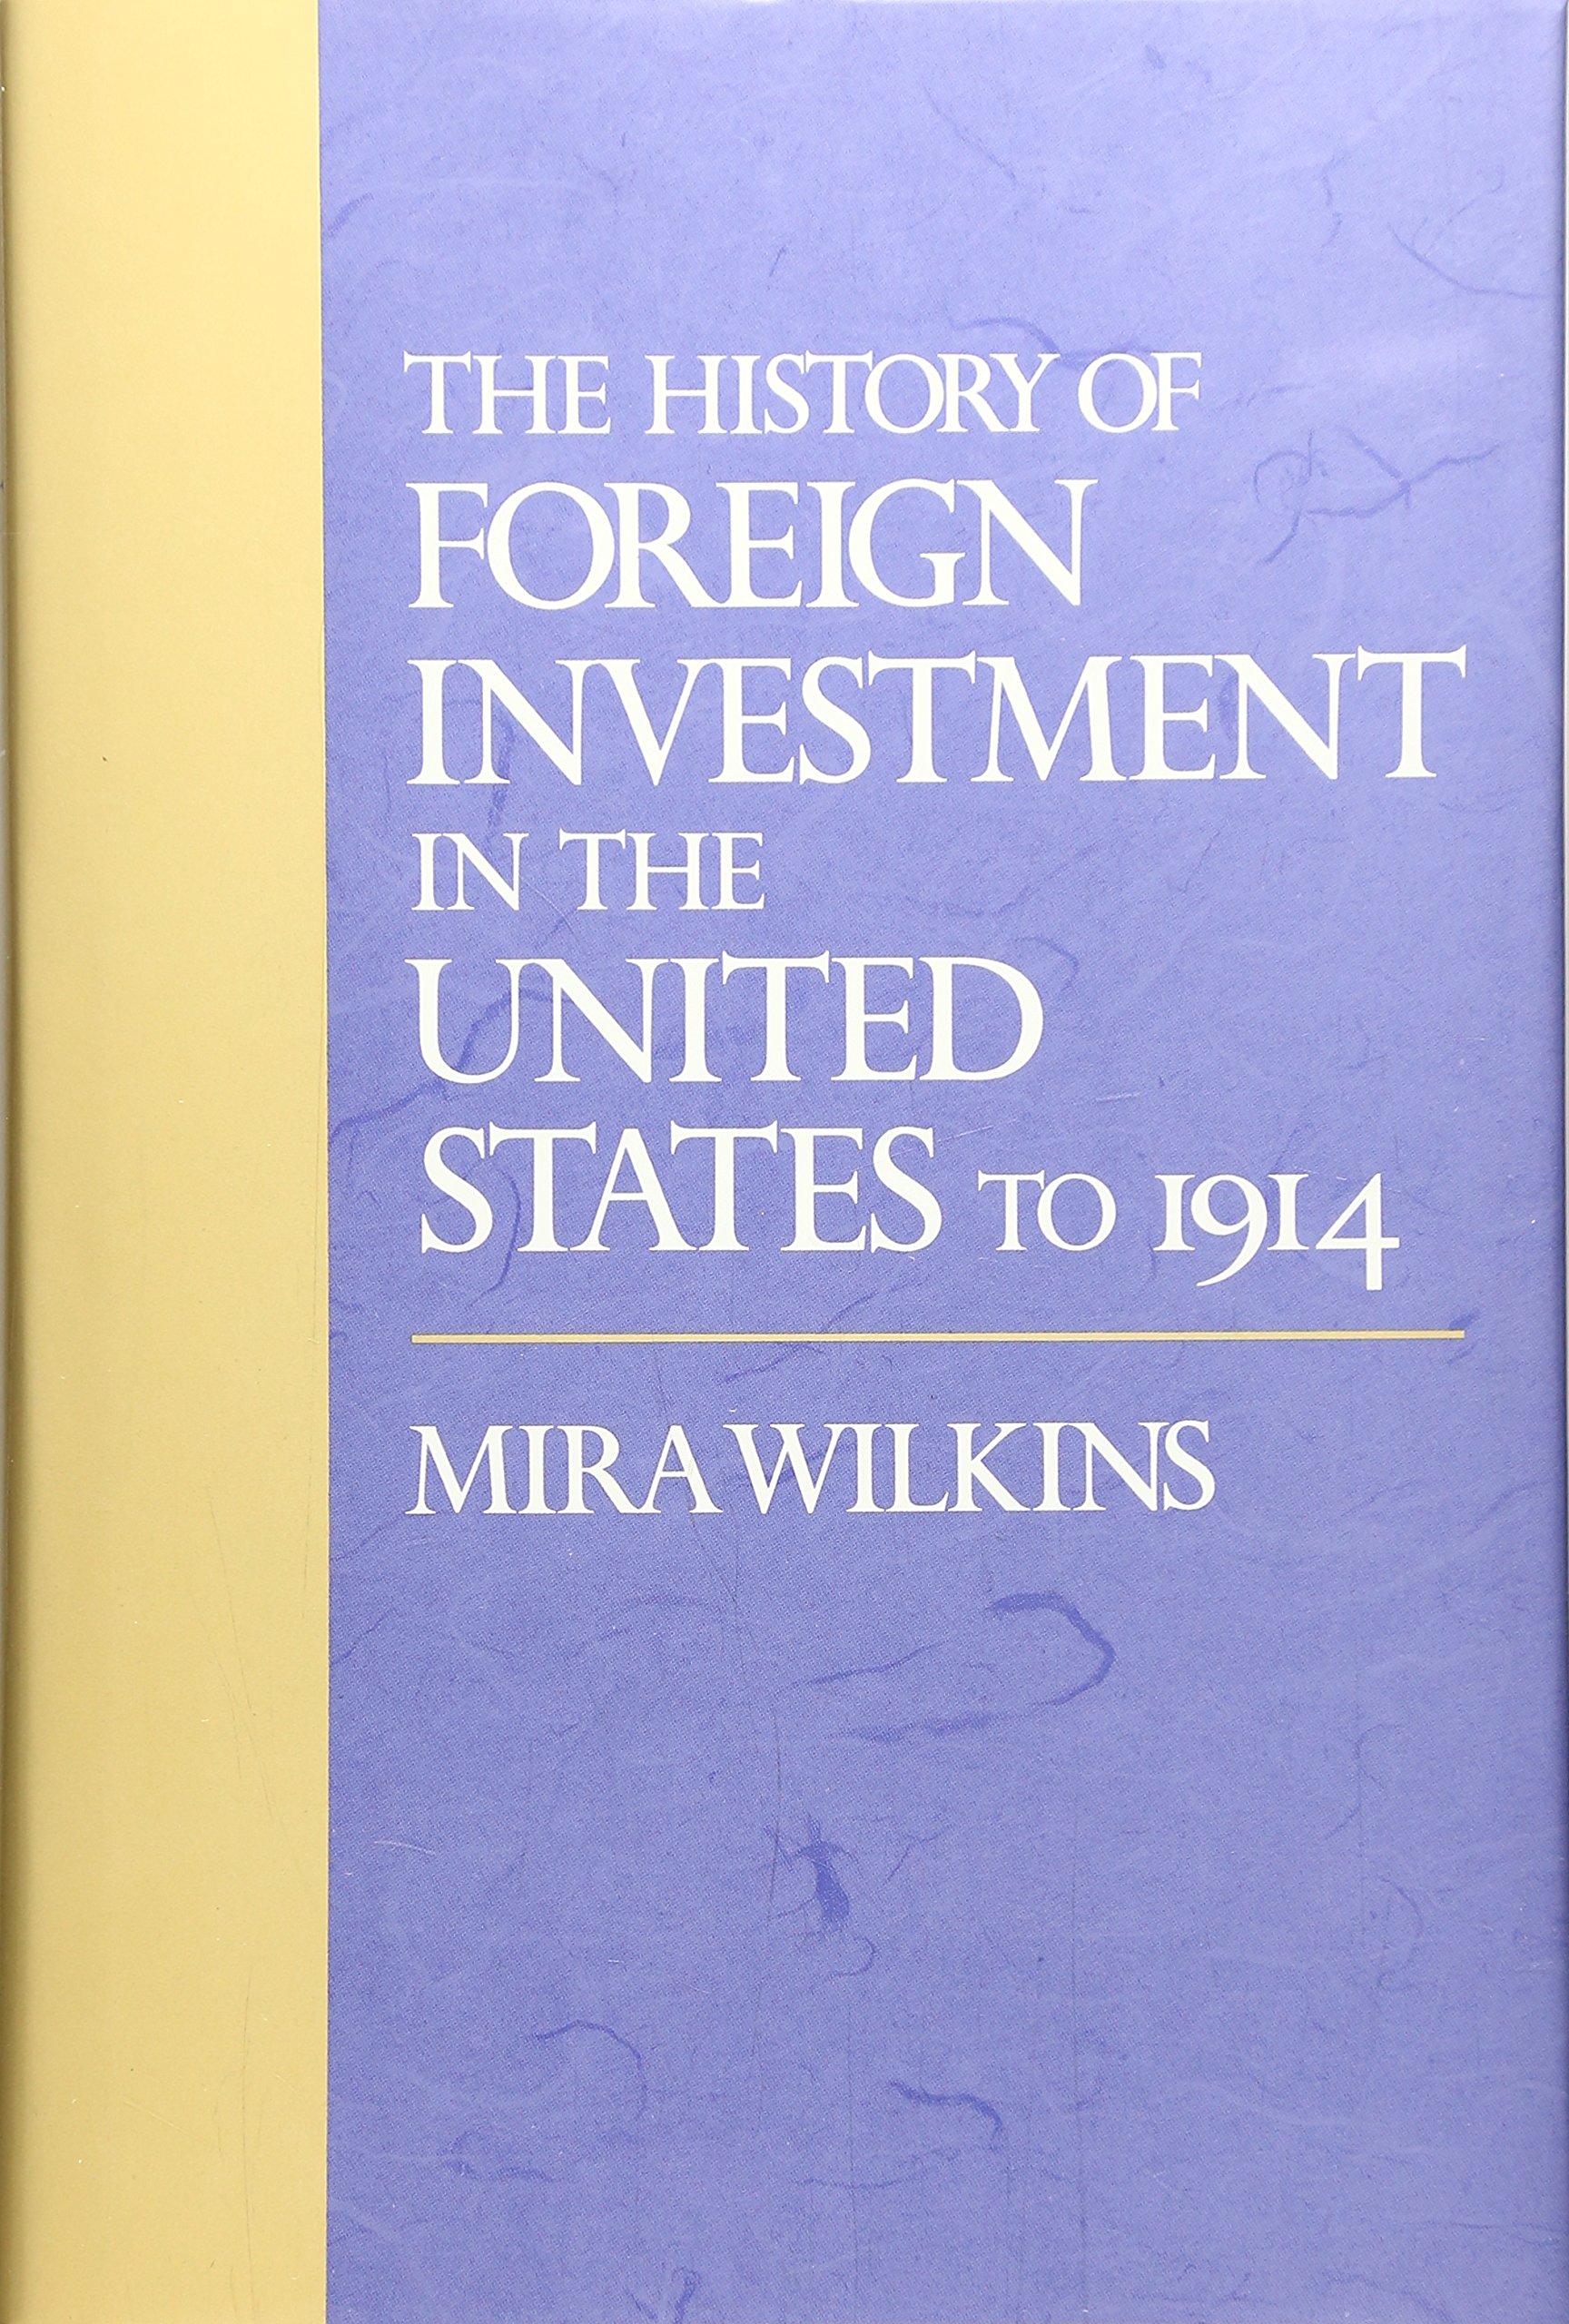 THE HISTORY OF
FOREIGN
INVESTMENT
IN THE
UNITED
STATES TO 1914
MIRA WILKINS